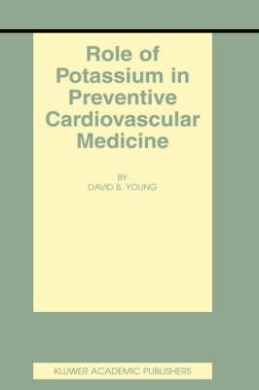 Role of
Potassium in
Preventive
Cardiovascular
Medicine
BY
DAVID B. YOUNG
KLUWER ACADEMIC PUBLISHERS